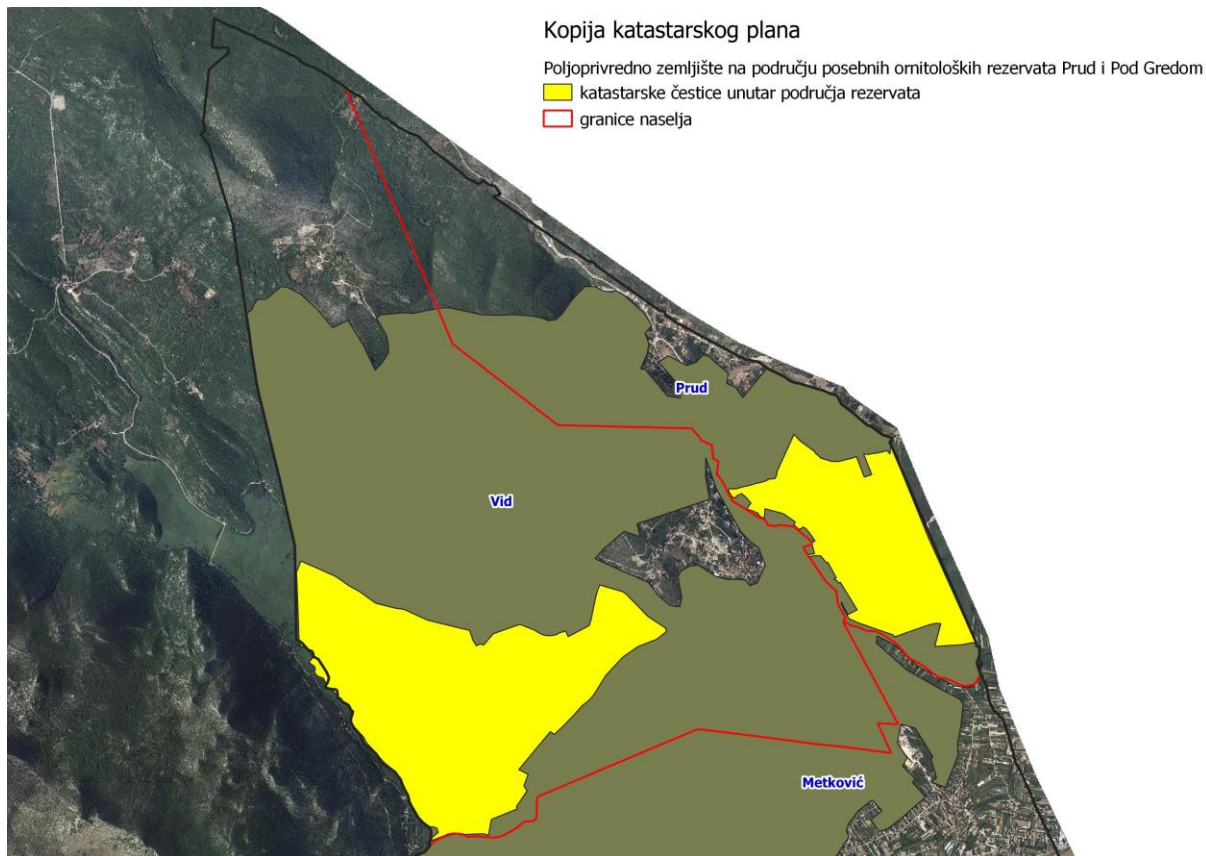 Kopija katastarskog plana
Poljoprivredno zemljište na području posebnih ornitoloških rezervata Prud i Pod Gredom
katastarske čestice unutar područja rezervata
granice naselja
Prud
Vid
Metković